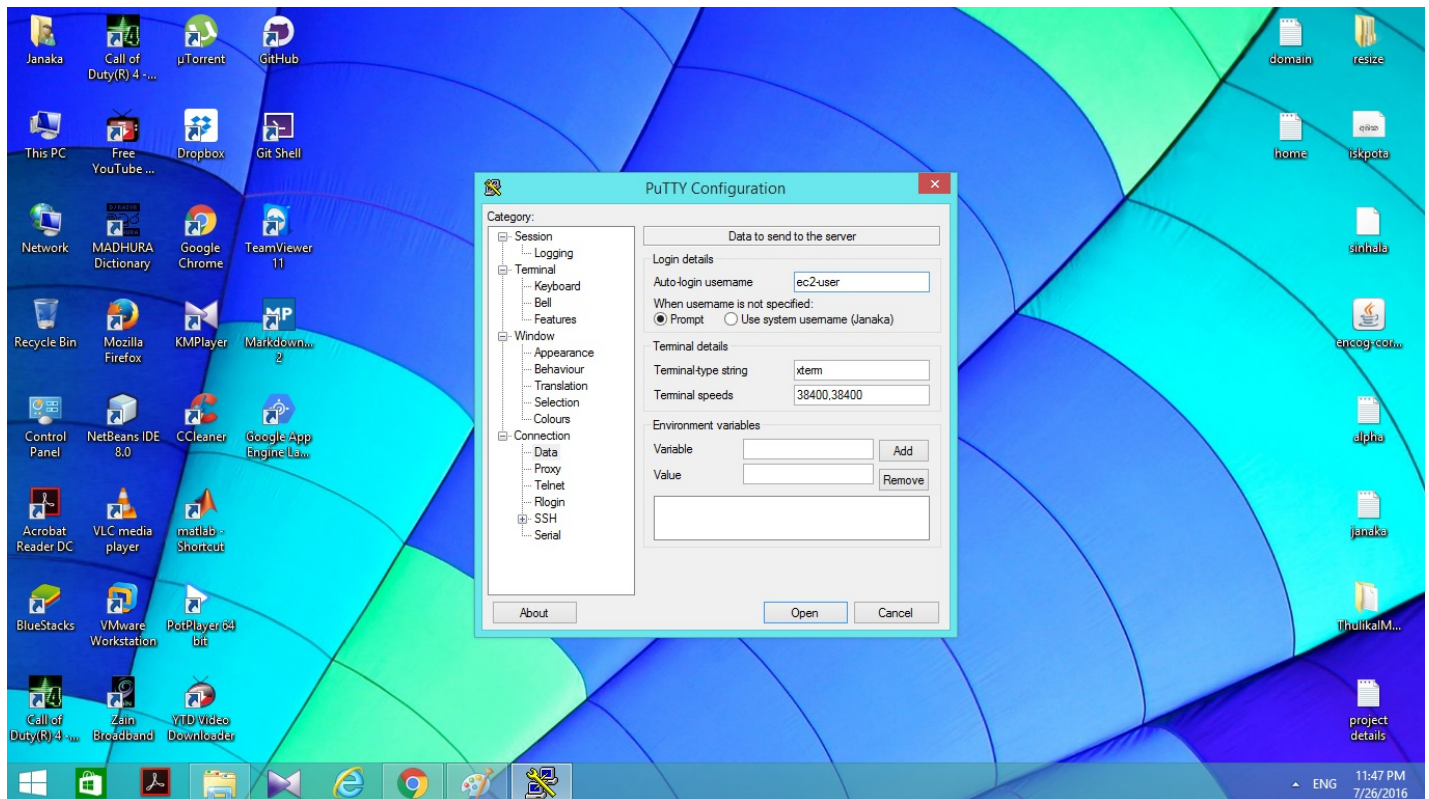 Janaka
Call of
Duty(R) 4 -...
µTorrent
GitHub
domain
resize
This PC
Free
YouTube ...
Dropbox
Git Shell
home
iskpota
Network
MADHURA
Dictionary
Google
Chrome
TeamViewer
11
sinhala
Recycle Bin
Mozilla
Firefox
KMPlayer
MP
Markdown...
2
encog-cor...
Control
Panel
NetBeans IDE
8.0
CCleaner
Google App
Engine La...
alpha
Acrobat
Reader DC
VLC media
player
matlab -
Shortcut
janaka
BlueStacks
VMware
Workstation
PotPlayer 64
bit
ThulikaIM...
Call of
Duty(R) 4 -...
Zain
Broadband
YTD Video
Downloader
project
details
PuTTY Configuration
Category:
Session
Logging
Terminal
Keyboard
Bell
Features
Window
Appearance
Behaviour
Translation
Selection
Colours
Connection
Data
Proxy
Telnet
Rlogin
SSH
Serial
Data to send to the server
Login details
Auto-login username ec2-user
When username is not specified:
Prompt Use system username (Janaka)
Terminal details
Terminal-type string xterm
Terminal speeds 38400,38400
Environment variables
Variable Add
Value Remove
About Open Cancel
ENG 11:47 PM
7/26/2016